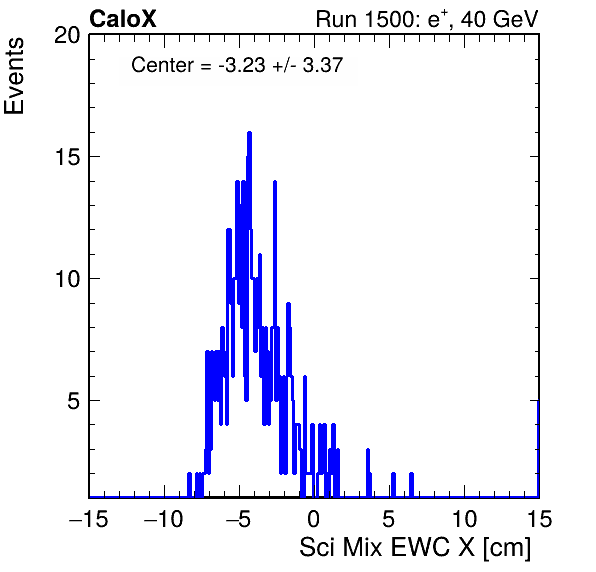 CaloX Run 1500: e⁺, 40 GeV
Events
20
Center = -3.23 +/- 3.37
15
10
5
−15 −10 −5 0 5 10 15
Sci Mix EWC X [cm]